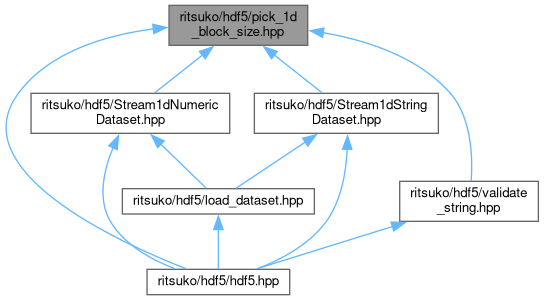 ritsuko/hdf5/pick_1d
_block_size.hpp
ritsuko/hdf5/Stream1dNumeric
Dataset.hpp
ritsuko/hdf5/Stream1dString
Dataset.hpp
ritsuko/hdf5/load_dataset.hpp
ritsuko/hdf5/validate
_string.hpp
ritsuko/hdf5/hdf5.hpp